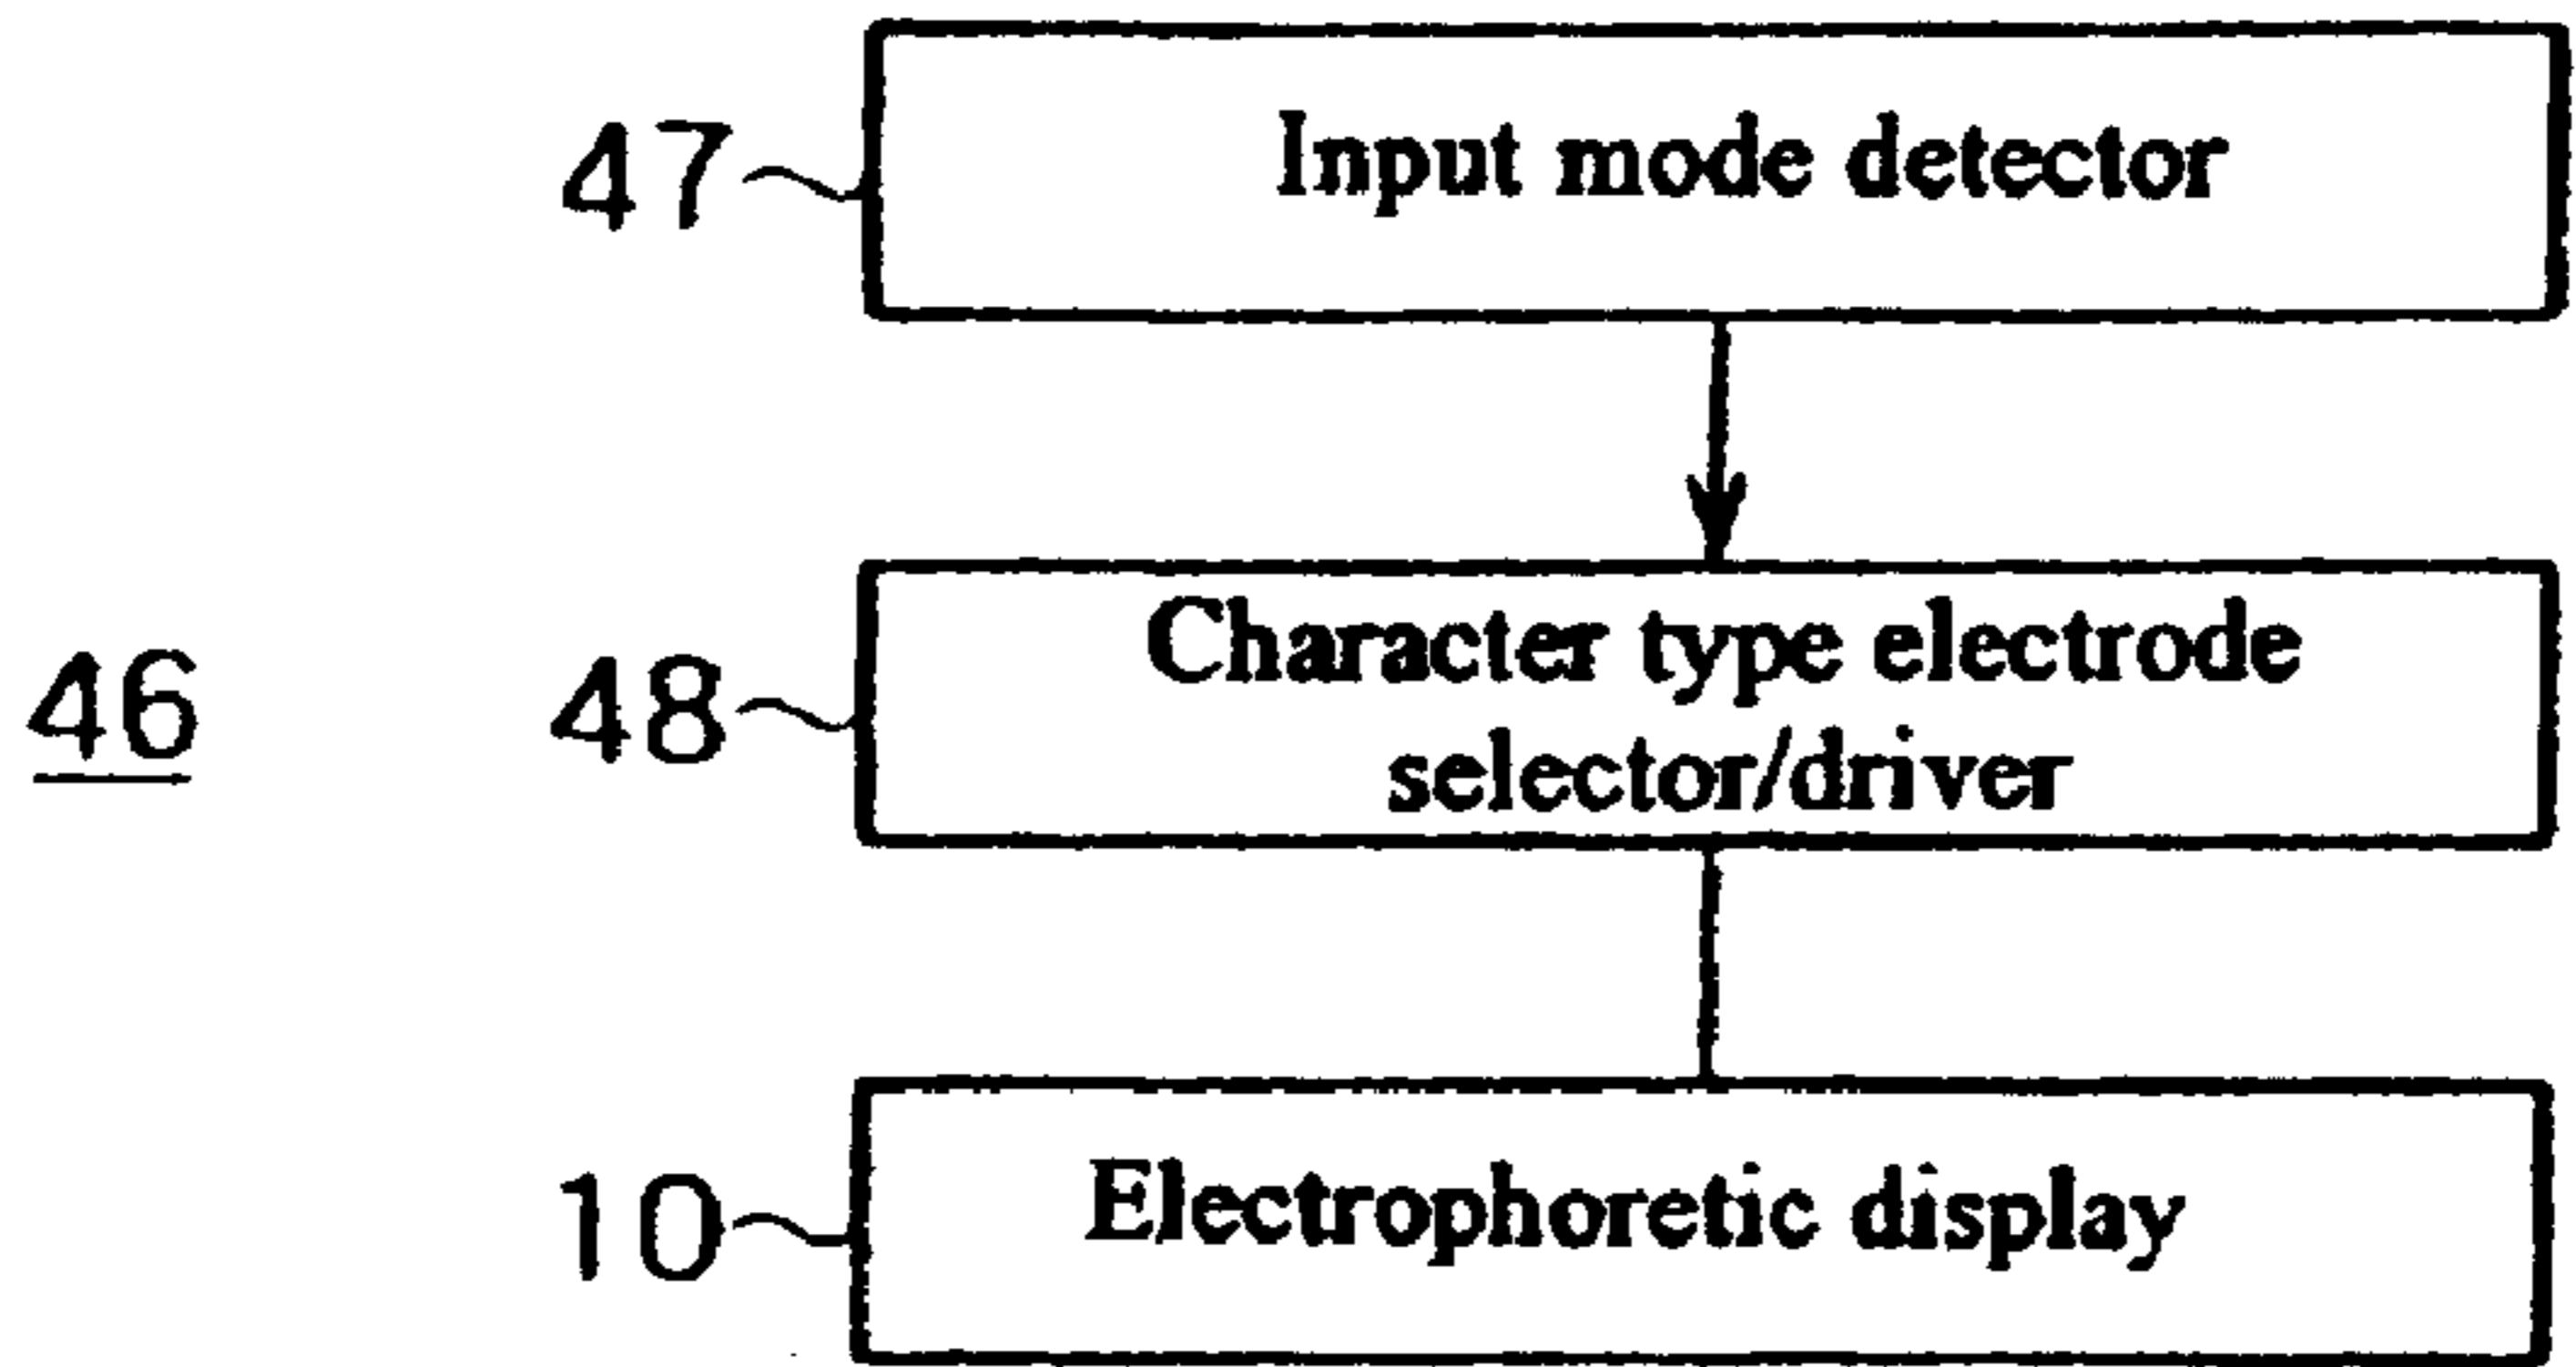 47
Input mode detector
46
48
Character type electrode
selector/driver
10
Electrophoretic display